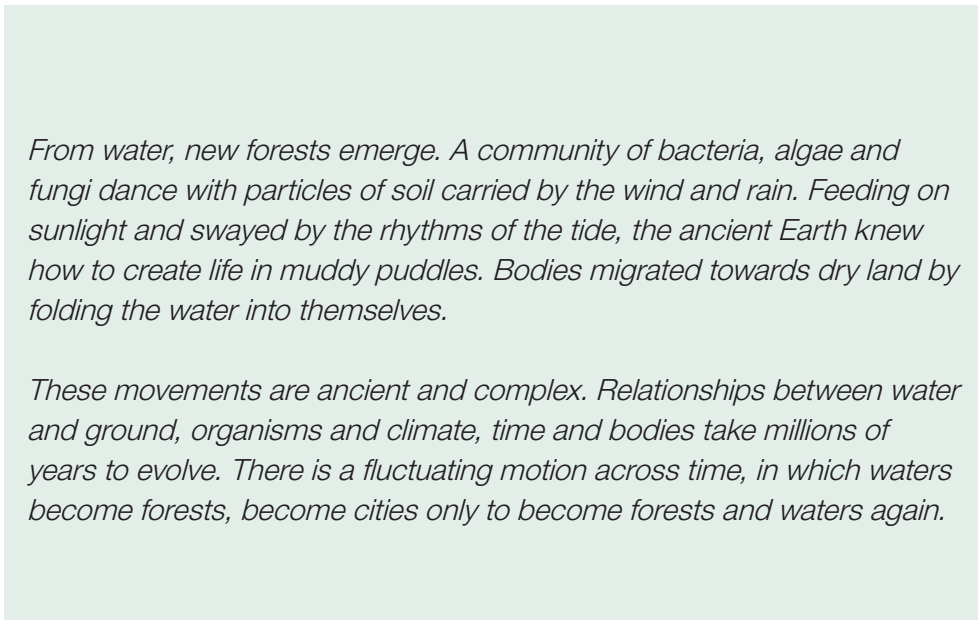 From water, new forests emerge. A community of bacteria, algae and
fungi dance with particles of soil carried by the wind and rain. Feeding on
sunlight and swayed by the rhythms of the tide, the ancient Earth knew
how to create life in muddy puddles. Bodies migrated towards dry land by
folding the water into themselves.
These movements are ancient and complex. Relationships between water
and ground, organisms and climate, time and bodies take millions of
years to evolve. There is a fluctuating motion across time, in which waters
become forests, become cities only to become forests and waters again.